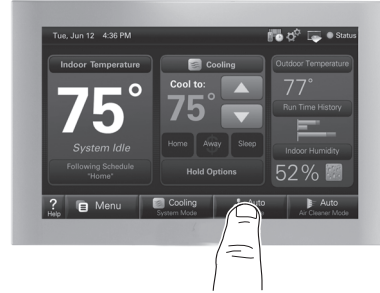 Tue, Jun 12 4:36 PM
Status
Indoor Temperature
75°
System Idle
Following Schedule
"Home"
Cooling
Cool to:
75°
Home Away Sleep
Hold Options
Outdoor Temperature
77°
Run Time History
Indoor Humidity
52%
?
Help
Menu
Cooling
System Mode
Auto
Auto
Air Cleaner Mode